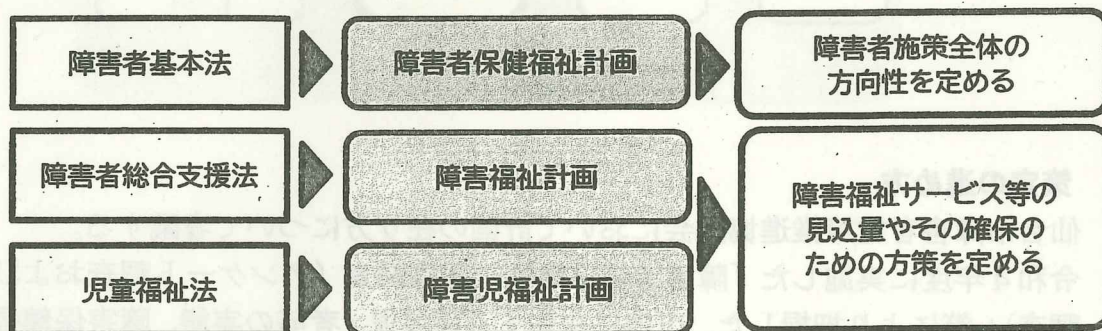 障害者基本法
障害者保健福祉計画
障害者施策全体の
方向性を定める
障害者総合支援法
障害福祉計画
児童福祉法
障害児福祉計画
障害福祉サービス等の
見込量やその確保の
ための方策を定める